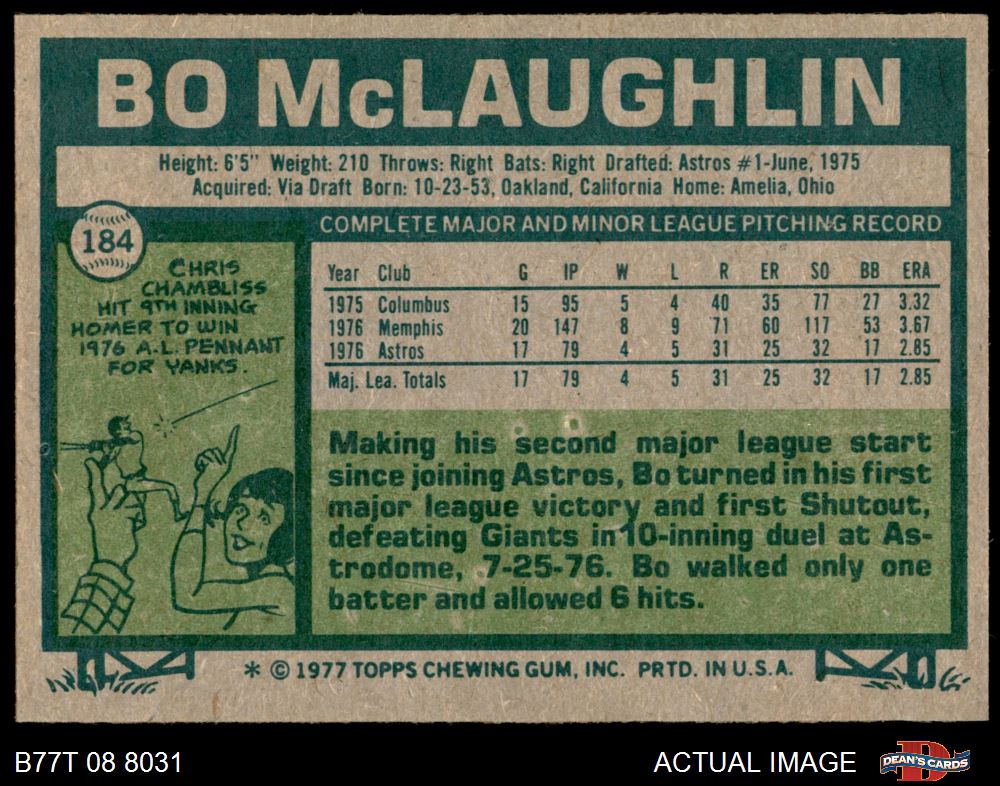 BO McLAUGHLIN
Height: 6'5" Weight: 210 Throws: Right Bats: Right Drafted: Astros #1-June, 1975
Acquired: Via Draft Born: 10-23-53, Oakland, California Home: Amelia, Ohio
184
CHRIS
CHAMBLISS
HIT 9TH INNING
HOMER TO WIN
1976 A.L. PENNANT
FOR YANKS.
COMPLETE MAJOR AND MINOR LEAGUE PITCHING RECORD
Year Club G IP W L R ER SO BB ERA
1975 Columbus 15 95 5 4 40 35 77 27 3.32
1976 Memphis 20 147 8 9 71 60 117 53 3.67
1976 Astros 17 79 4 5 31 25 32 17 2.85
Maj. Lea. Totals 17 79 4 5 31 25 32 17 2.85
Making his second major league start
since joining Astros, Bo turned in his first
major league victory and first Shutout,
defeating Giants in 10-inning duel at As-
trodome, 7-25-76. Bo walked only one
batter and allowed 6 hits.
* © 1977 TOPPS CHEWING GUM, INC. PRTD. IN U.S.A.
B77T 08 8031
ACTUAL IMAGE
D
DEAN'S CARDS